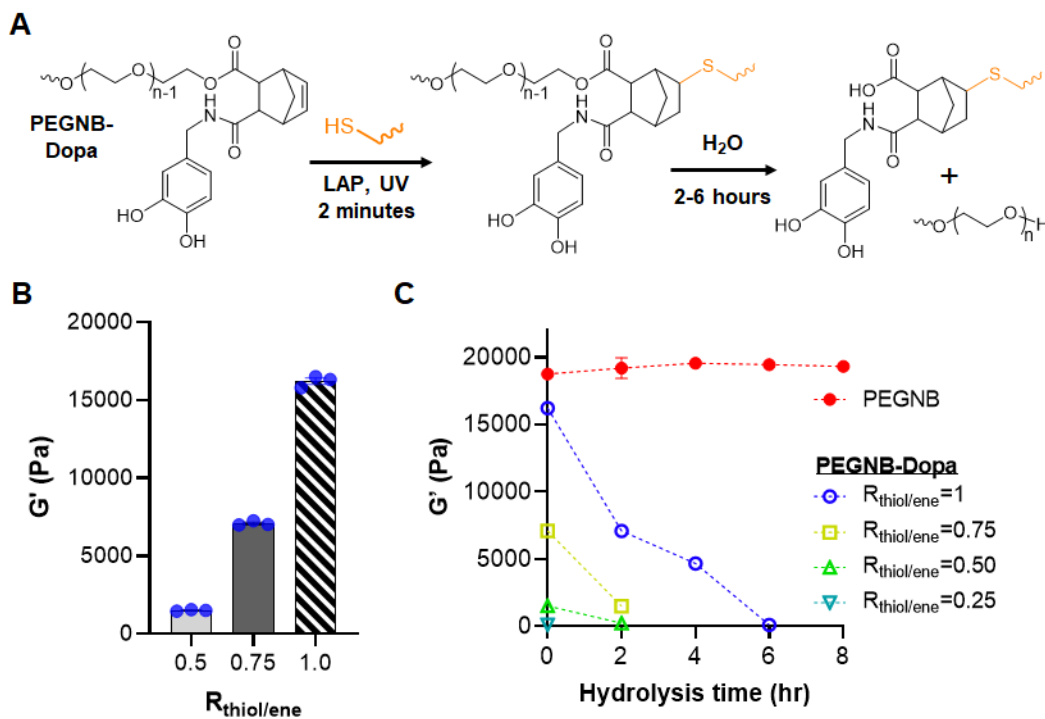 A
PEGNB-
Dopa
O
O
n-1
O
O
N
H
O
HO
OH
HS
LAP, UV
2 minutes
O
O
n-1
O
O
S
N
H
O
HO
OH
H₂O
2-6 hours
O
HO
S
N
H
O
HO
OH
+
O
O
n
H
B
20000
15000
10000
5000
0
G' (Pa)
0.5 0.75 1.0
Rthiol/ene
C
20000
15000
10000
5000
0
G’ (Pa)
0 2 4 6 8
Hydrolysis time (hr)
PEGNB
PEGNB-Dopa
Rthiol/ene=1
Rthiol/ene=0.75
Rthiol/ene=0.50
Rthiol/ene=0.25